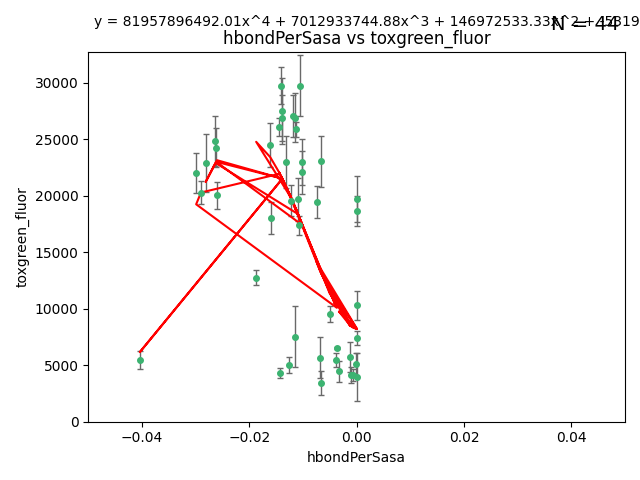 y = 81957896492.01x^4 + 7012933744.88x^3 + 146972533.33x^2 +
N = 44
hbondPerSasa vs toxgreen_fluor
30000
25000
20000
15000
10000
5000
0
toxgreen_fluor
−0.04
−0.02
0.00
0.02
0.04
hbondPerSasa